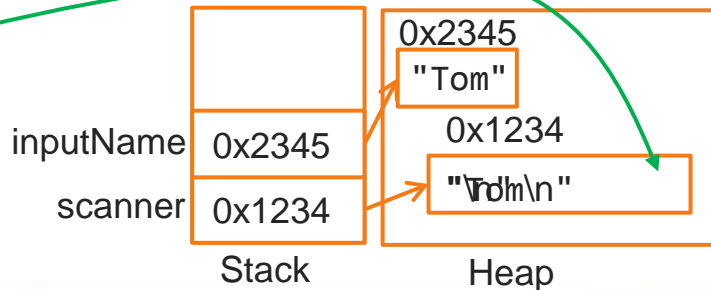 0x2345
"Tom"
inputName 0x2345
0x1234
scanner 0x1234
Stack Heap